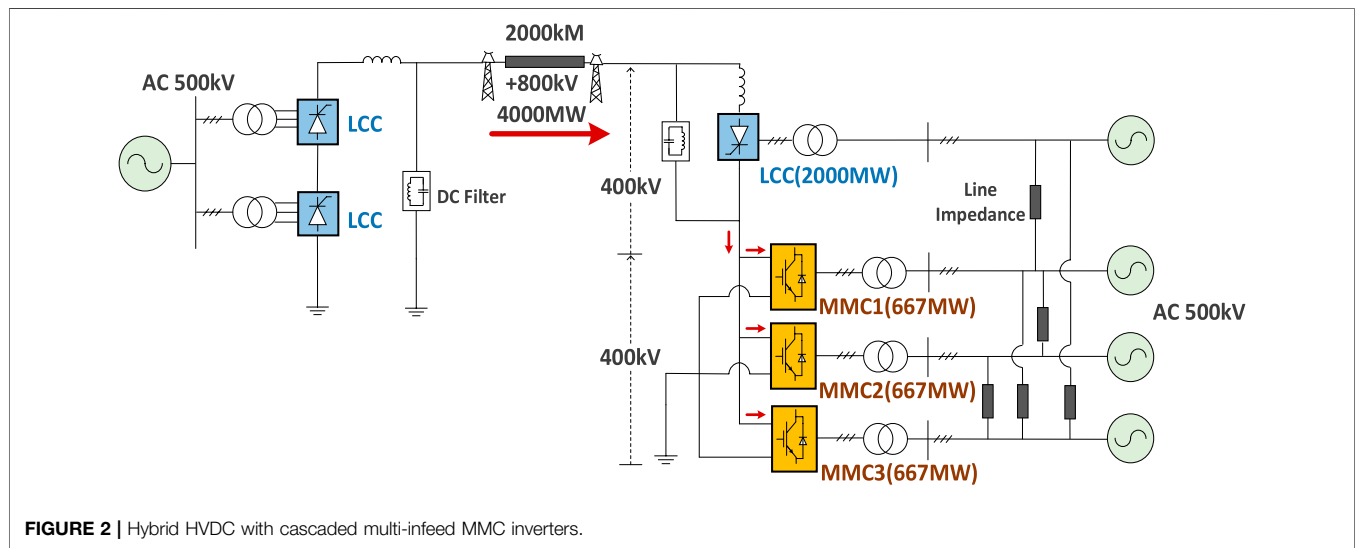 2000kM
AC 500kV
+800kV
4000MW
LCC
LCC(2000MW)
400kV
DC Filter
Line
Impedance
LCC
MMC1(667MW)
AC 500kV
400kV
MMC2(667MW)
MMC3(667MW)
FIGURE 2 | Hybrid HVDC with cascaded multi-infeed MMC inverters.